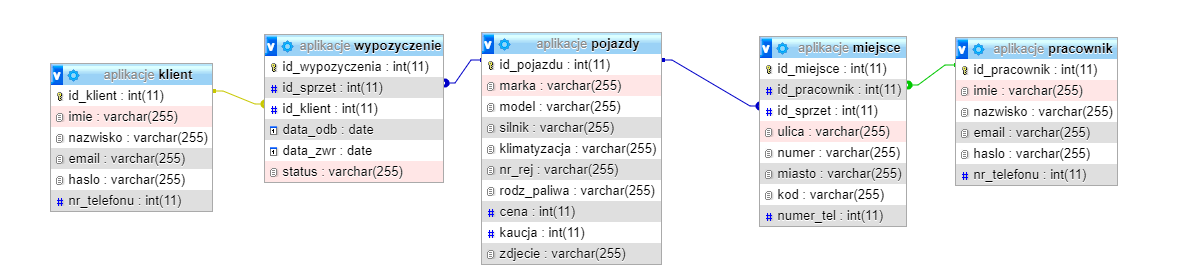 aplikacje klient
id_klient : int(11)
imie : varchar(255)
nazwisko : varchar(255)
email : varchar(255)
haslo : varchar(255)
nr_telefonu : int(11)
aplikacje wypozyczenie
id_wypozyczenia : int(11)
id_sprzet : int(11)
id_klient : int(11)
data_odb : date
data_zwr : date
status : varchar(255)
aplikacje pojazdy
id_pojazdu : int(11)
marka : varchar(255)
model : varchar(255)
silnik : varchar(255)
klimatyzacja : varchar(255)
nr_rej : varchar(255)
rodz_paliwa : varchar(255)
cena : int(11)
kaucja : int(11)
zdjecie : varchar(255)
aplikacje miejsce
id_miejsce : int(11)
id_pracownik : int(11)
id_sprzet : int(11)
ulica : varchar(255)
numer : varchar(255)
miasto : varchar(255)
kod : varchar(255)
numer_tel : int(11)
aplikacje pracownik
id_pracownik : int(11)
imie : varchar(255)
nazwisko : varchar(255)
email : varchar(255)
haslo : varchar(255)
nr_telefonu : int(11)